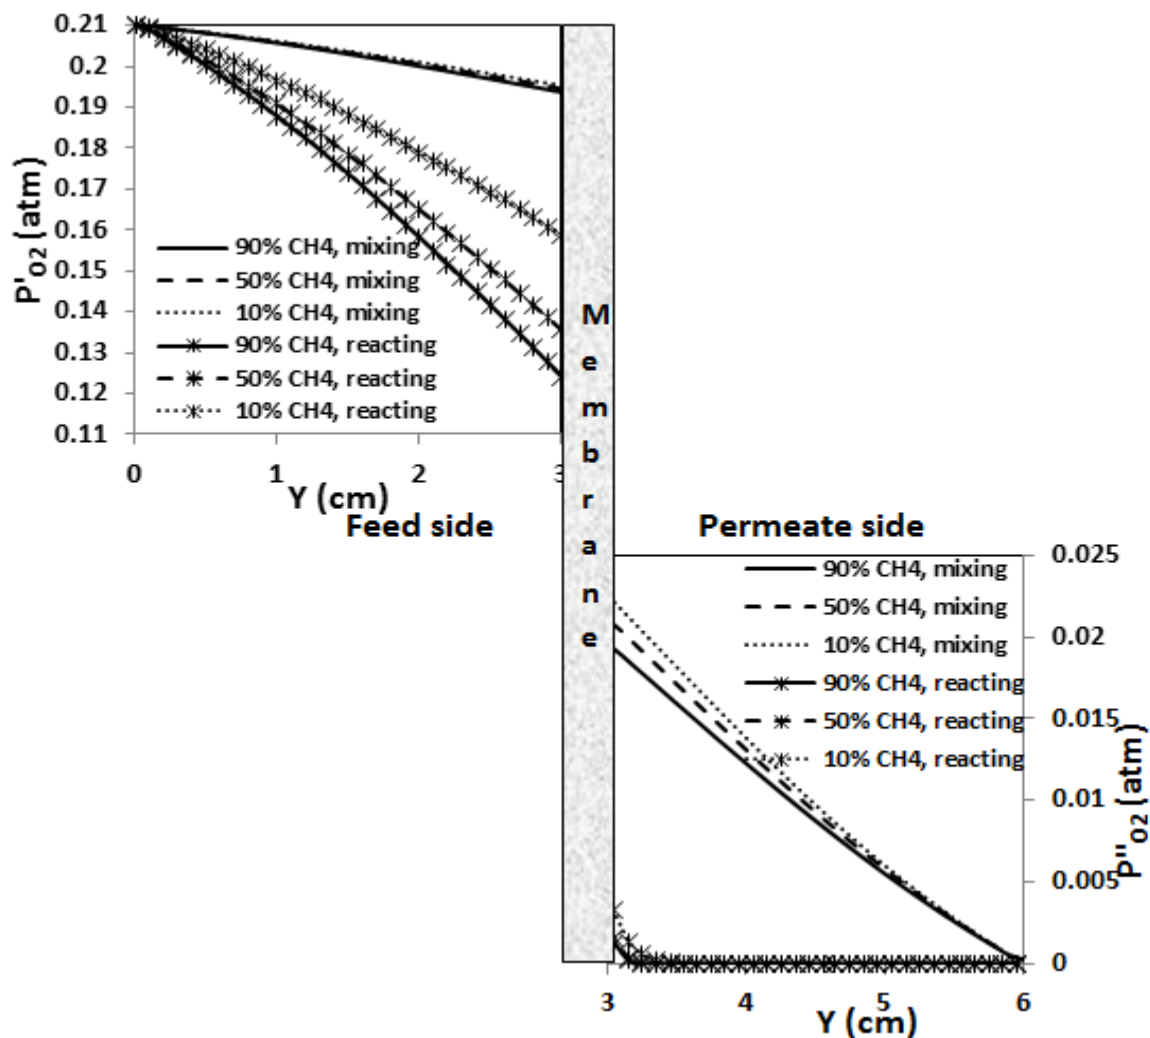 0.21
0.2
0.19
0.18
0.17
0.16
0.15
0.14
0.13
0.12
0.11
P'O2 (atm)
90% CH4, mixing
50% CH4, mixing
10% CH4, mixing
90% CH4, reacting
50% CH4, reacting
10% CH4, reacting
0
1
2
3
Y (cm)
Feed side
Membrane
Permeate side
90% CH4, mixing
50% CH4, mixing
10% CH4, mixing
90% CH4, reacting
50% CH4, reacting
10% CH4, reacting
0.025
0.02
0.015
0.01
0.005
0
P''O2 (atm)
3
4
5
6
Y (cm)